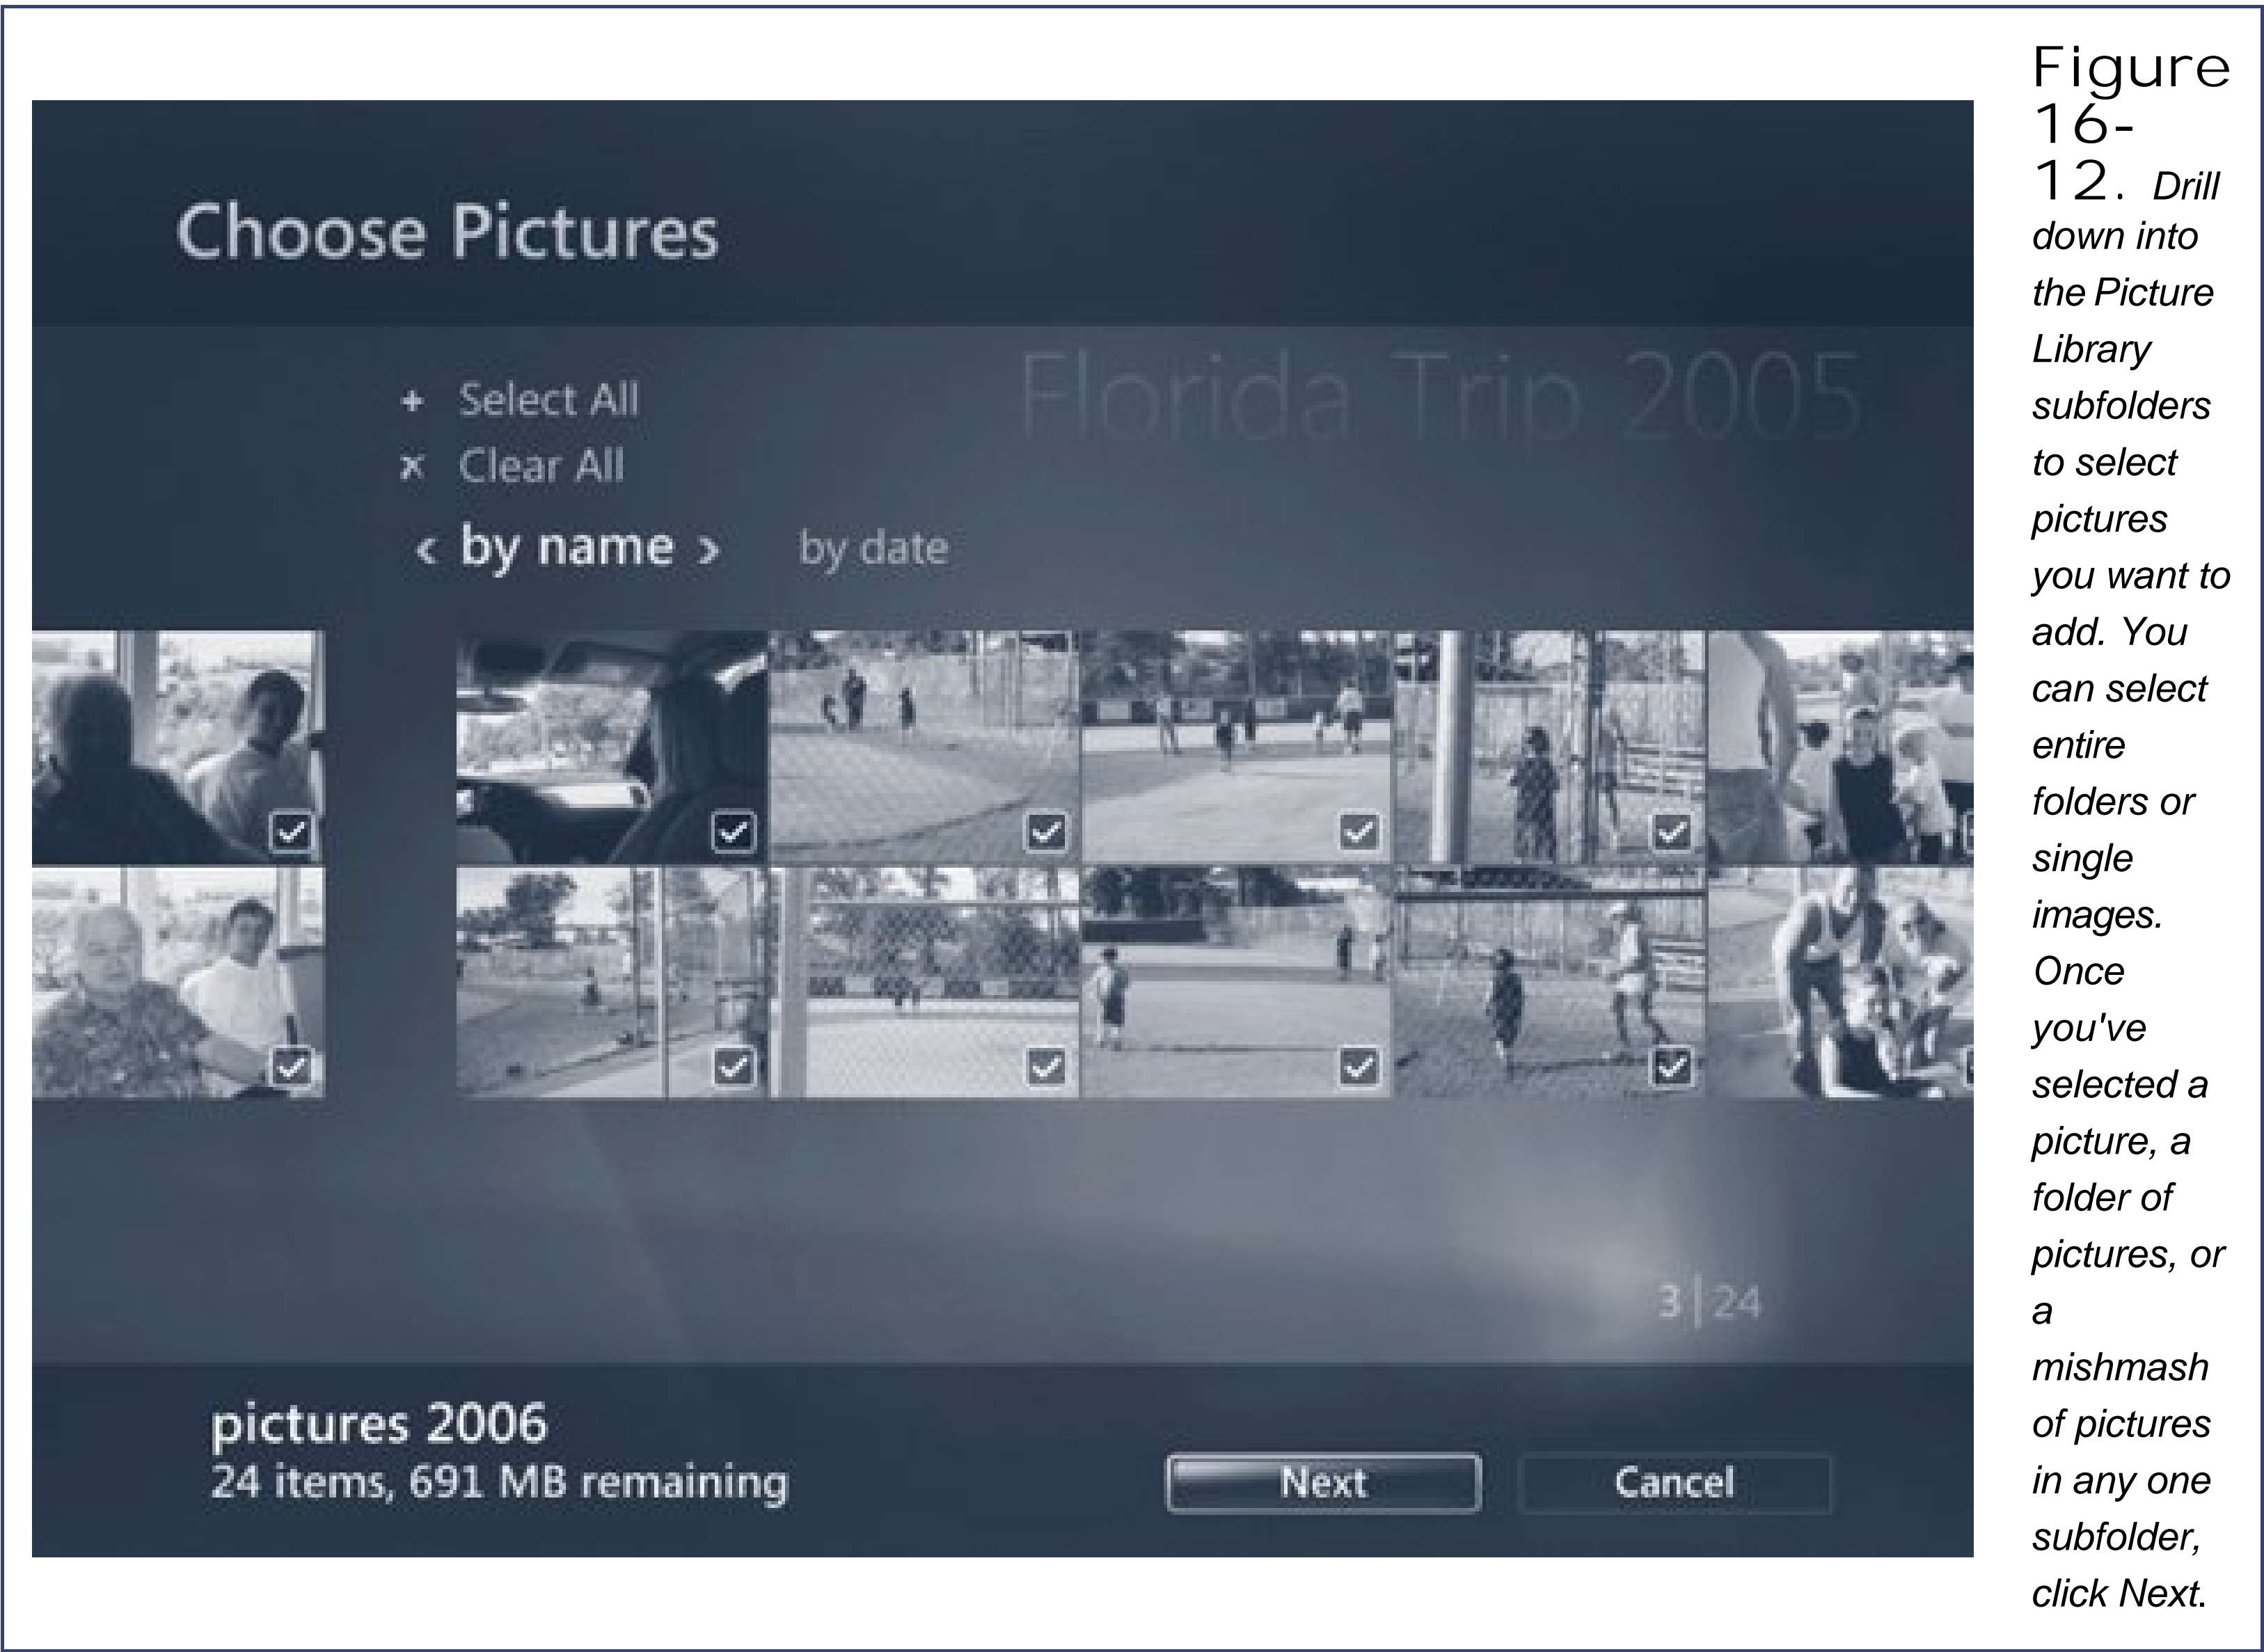 Choose Pictures
Florida Trip 2005
+ Select All
x Clear All
< by name > by date
3 | 24
pictures 2006
24 items, 691 MB remaining
Next Cancel
Figure
16-
12. Drill
down into
the Picture
Library
subfolders
to select
pictures
you want to
add. You
can select
entire
folders or
single
images.
Once
you've
selected a
picture, a
folder of
pictures, or
a
mishmash
of pictures
in any one
subfolder,
click Next.